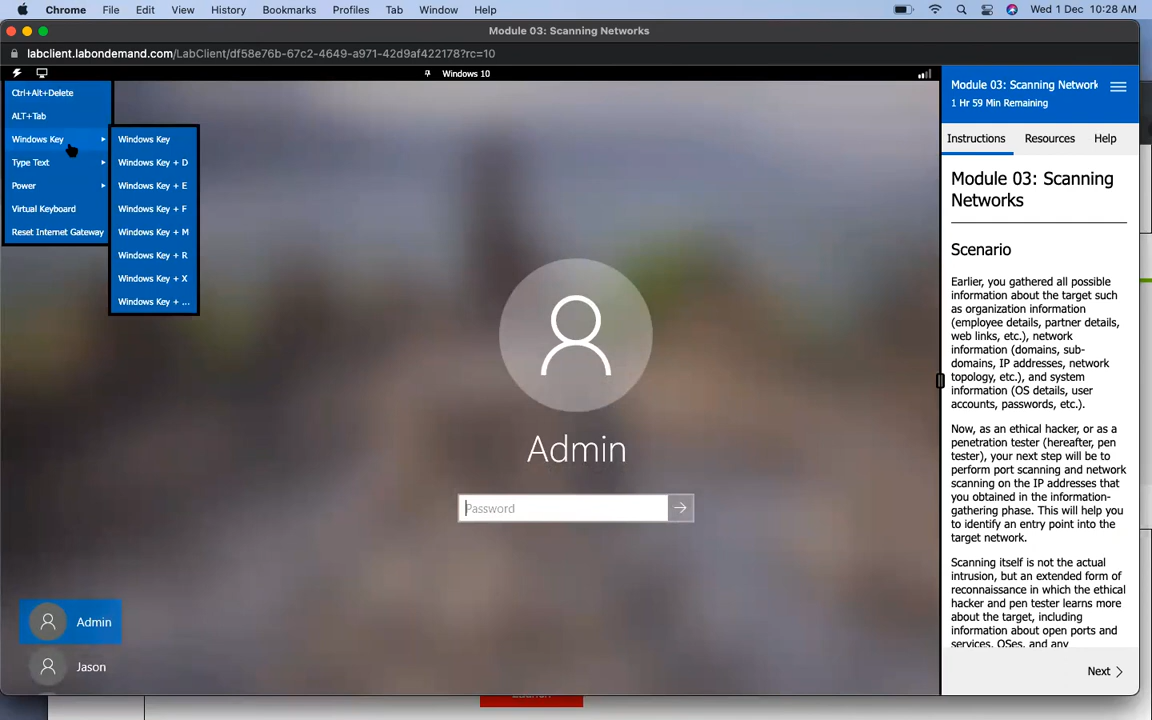 Chrome File Edit View History Bookmarks Profiles Tab Window Help Wed 1 Dec 10:28 AM
Module 03: Scanning Networks
labclient.labondemand.com/LabClient/df58e76b-67c2-4649-a971-42d9af422178?rc=10
Windows 10
Ctrl+Alt+Delete
ALT+Tab
Windows Key
Type Text
Power
Virtual Keyboard
Reset Internet Gateway
Windows Key
Windows Key + D
Windows Key + E
Windows Key + F
Windows Key + M
Windows Key + R
Windows Key + X
Windows Key + ...
Admin
Password
Admin
Jason
Module 03: Scanning Network
1 Hr 59 Min Remaining
Instructions Resources Help
Module 03: Scanning
Networks
Scenario
Earlier, you gathered all possible
information about the target such
as organization information
(employee details, partner details,
web links, etc.), network
information (domains, sub-
domains, IP addresses, network
topology, etc.), and system
information (OS details, user
accounts, passwords, etc.).
Now, as an ethical hacker, or as a
penetration tester (hereafter, pen
tester), your next step will be to
perform port scanning and network
scanning on the IP addresses that
you obtained in the information-
gathering phase. This will help you
to identify an entry point into the
target network.
Scanning itself is not the actual
intrusion, but an extended form of
reconnaissance in which the ethical
hacker and pen tester learns more
about the target, including
information about open ports and
services, OSes, and any
Next